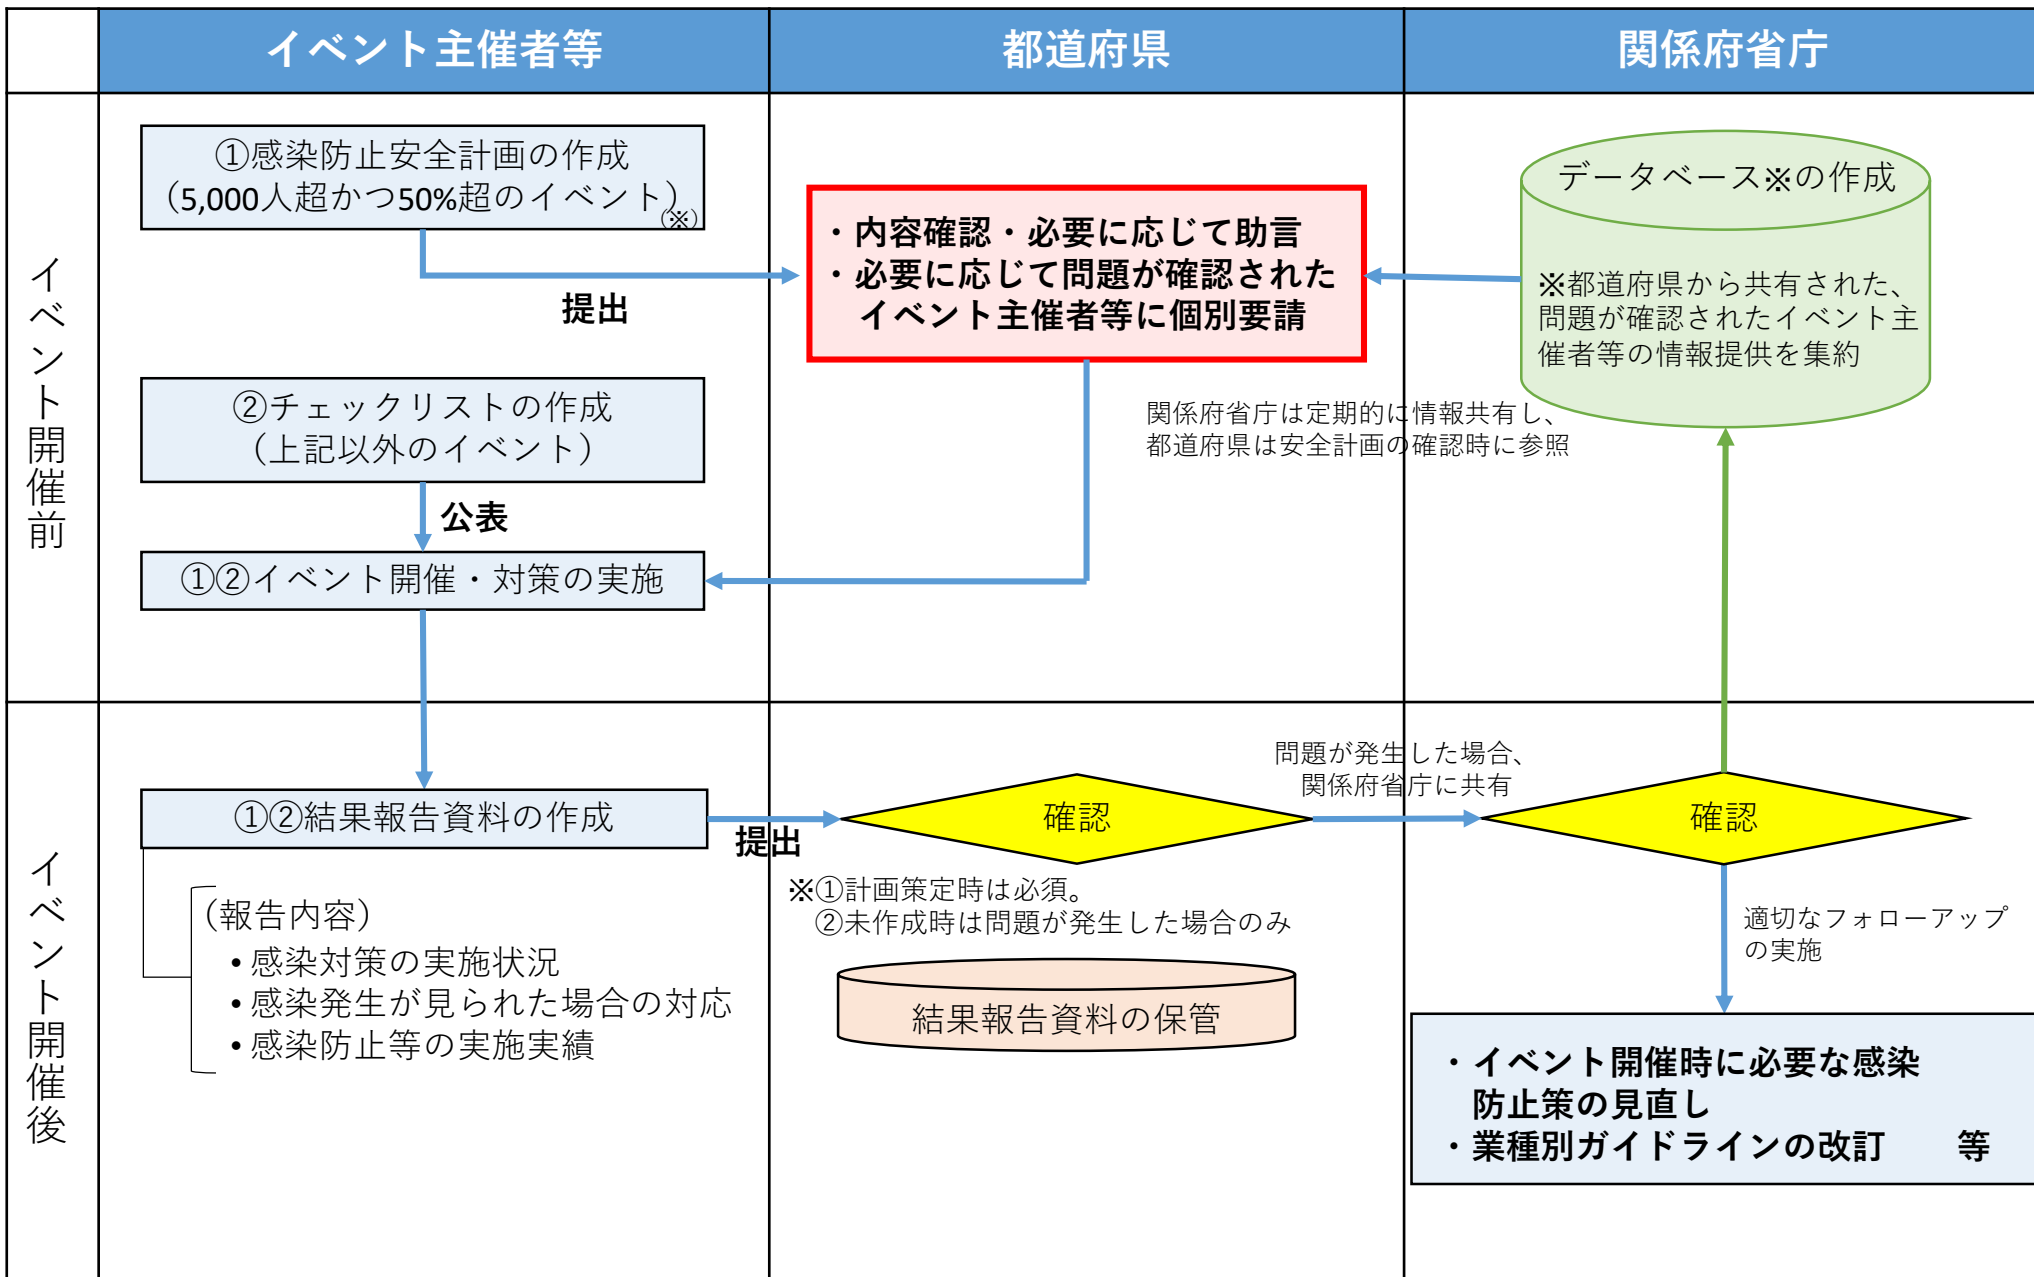 イベント主催者等
都道府県
関係府省庁
イベント開催前
①感染防止安全計画の作成
（5,000人超かつ50%超のイベント）
（※）
提出
・内容確認・必要に応じて助言
・必要に応じて問題が確認された
イベント主催者等に個別要請
データベース※の作成
※都道府県から共有された、
問題が確認されたイベント主
催者等の情報提供を集約
関係府省庁は定期的に情報共有し、
都道府県は安全計画の確認時に参照
②チェックリストの作成
（上記以外のイベント）
公表
①②イベント開催・対策の実施
イベント開催後
①②結果報告資料の作成
提出
確認
問題が発生した場合、
関係府省庁に共有
確認
（報告内容）
• 感染対策の実施状況
• 感染発生が見られた場合の対応
• 感染防止等の実施実績
※①計画策定時は必須。
②未作成時は問題が発生した場合のみ
結果報告資料の保管
適切なフォローアップ
の実施
・イベント開催時に必要な感染
防止策の見直し
・業種別ガイドラインの改訂　等